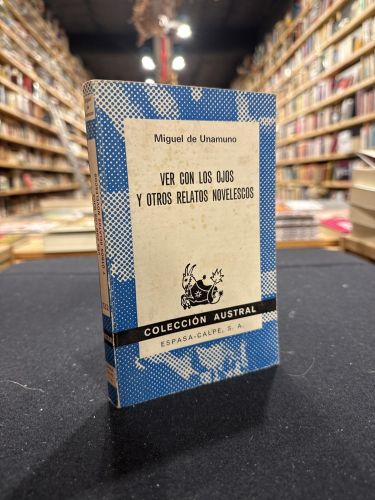 Miguel de Unamuno
VER CON LOS OJOS
Y OTROS RELATOS NOVELESCOS
COLECCIÓN AUSTRAL
ESPASA-CALPE, S. A.